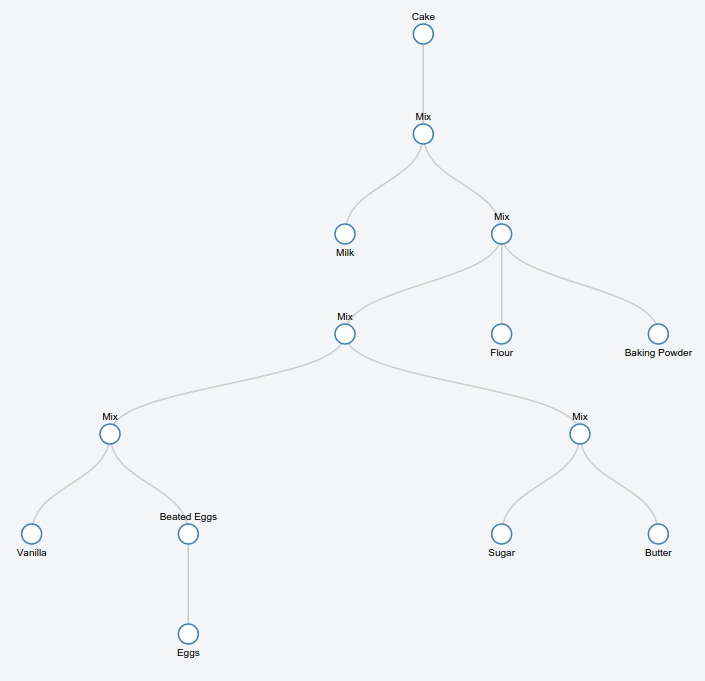 Cake
Mix
Mix
Milk
Mix
Flour
Baking Powder
Mix
Mix
Beated Eggs
Vanilla
Sugar
Butter
Eggs